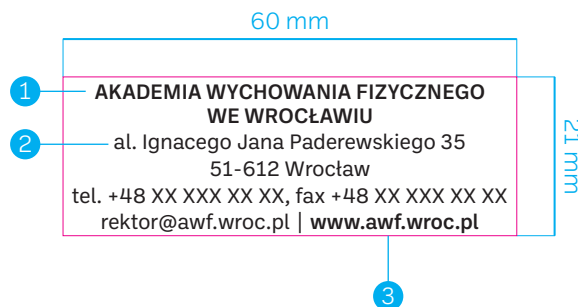 60 mm
1
AKADEMIA WYCHOWANIA FIZYCZNEGO
WE WROCŁAWIU
2
al. Ignacego Jana Paderewskiego 35
51-612 Wrocław
tel. +48 XX XXX XX XX, fax +48 XX XXX XX XX
rektor@awf.wroc.pl | www.awf.wroc.pl
21 mm
3